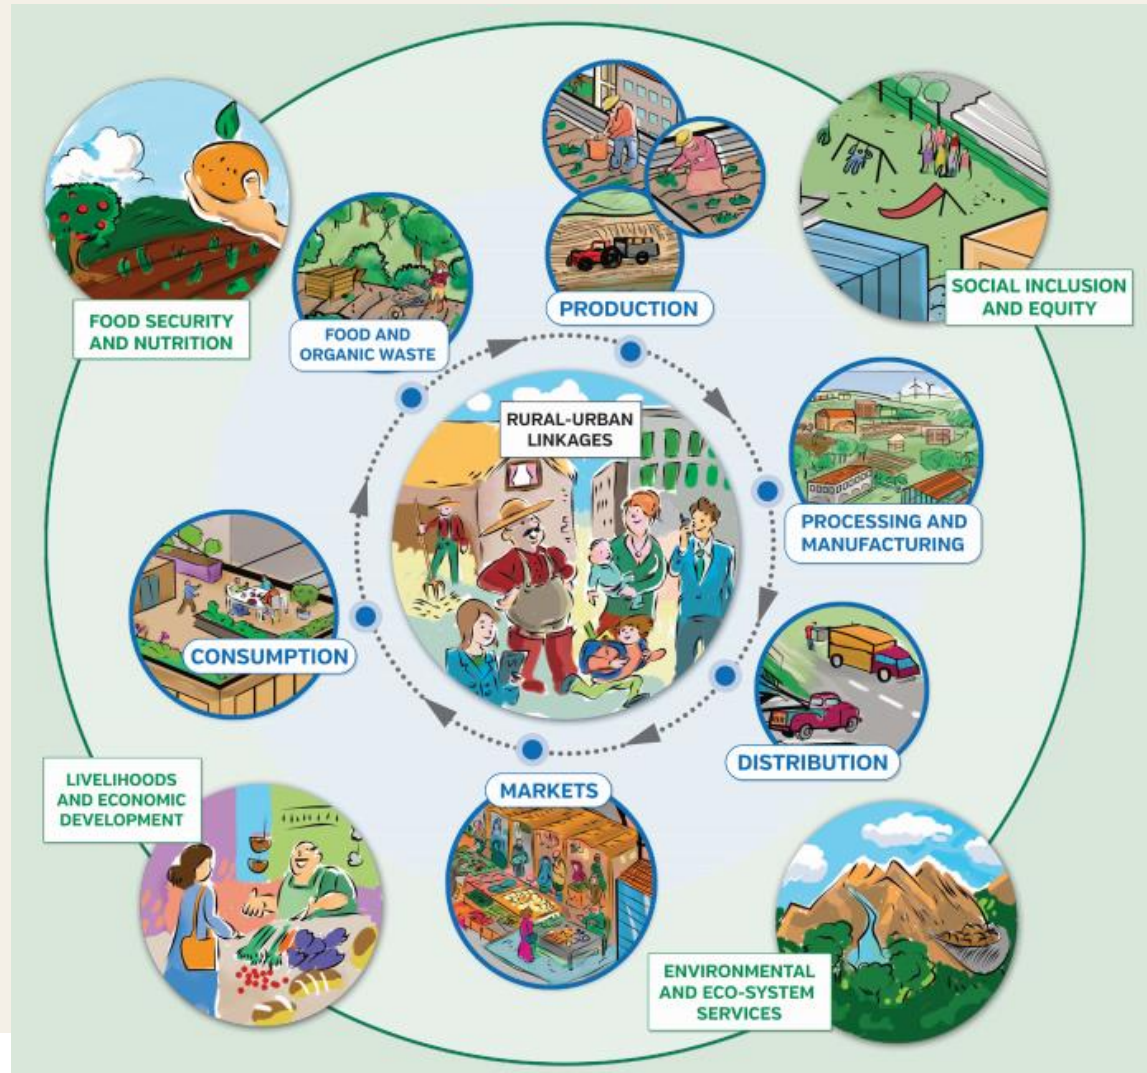 FOOD SECURITY
AND NUTRITION
FOOD AND
ORGANIC WASTE
PRODUCTION
SOCIAL INCLUSION
AND EQUITY
RURAL-URBAN
LINKAGES
PROCESSING AND
MANUFACTURING
CONSUMPTION
DISTRIBUTION
LIVELIHOODS
AND ECONOMIC
DEVELOPMENT
MARKETS
ENVIRONMENTAL
AND ECO-SYSTEM
SERVICES